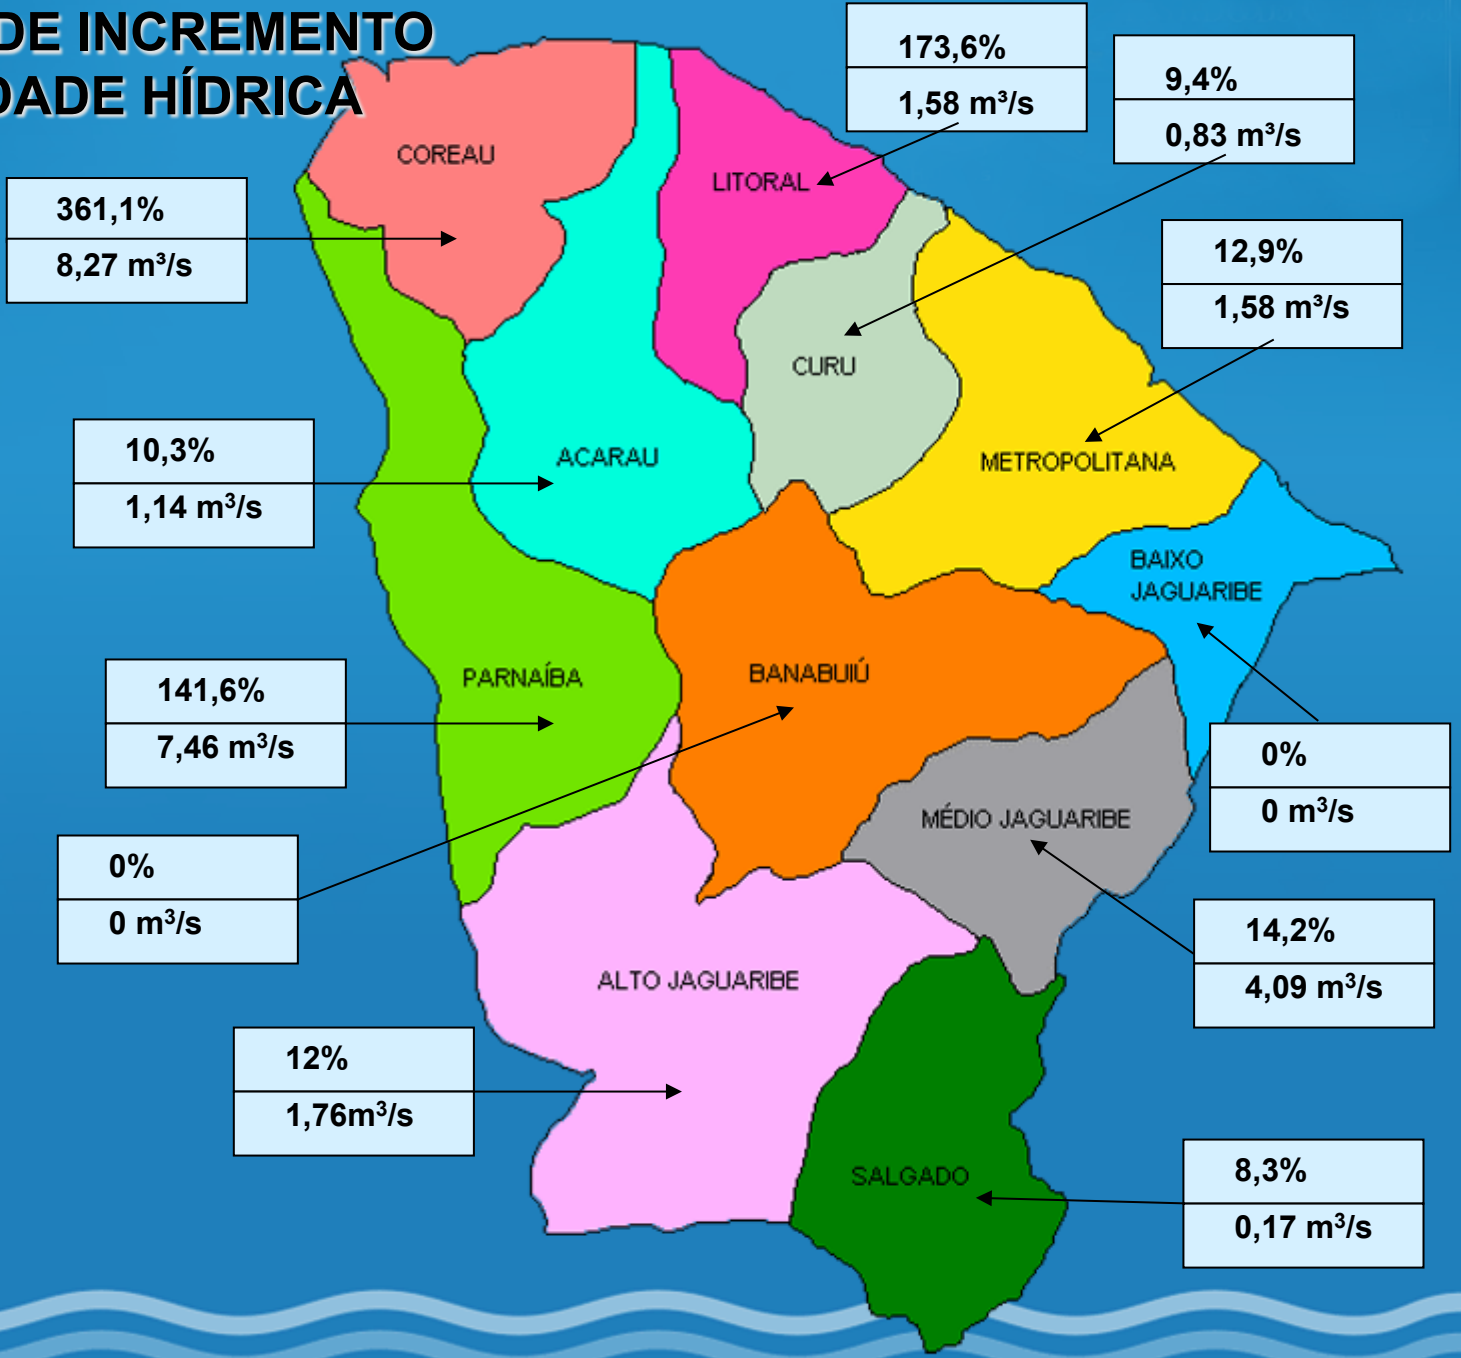 DE INCREMENTO
DADE HÍDRICA
173,6%
1,58 m³/s
9,4%
0,83 m³/s
COREAU
LITORAL
361,1%
8,27 m³/s
12,9%
1,58 m³/s
CURU
10,3%
1,14 m³/s
ACARAU
METROPOLITANA
BAIXO
JAGUARIBE
PARNAÍBA
BANABUIÚ
141,6%
7,46 m³/s
0%
0 m³/s
MÉDIO JAGUARIBE
0%
0 m³/s
14,2%
4,09 m³/s
ALTO JAGUARIBE
12%
1,76m³/s
SALGADO
8,3%
0,17 m³/s